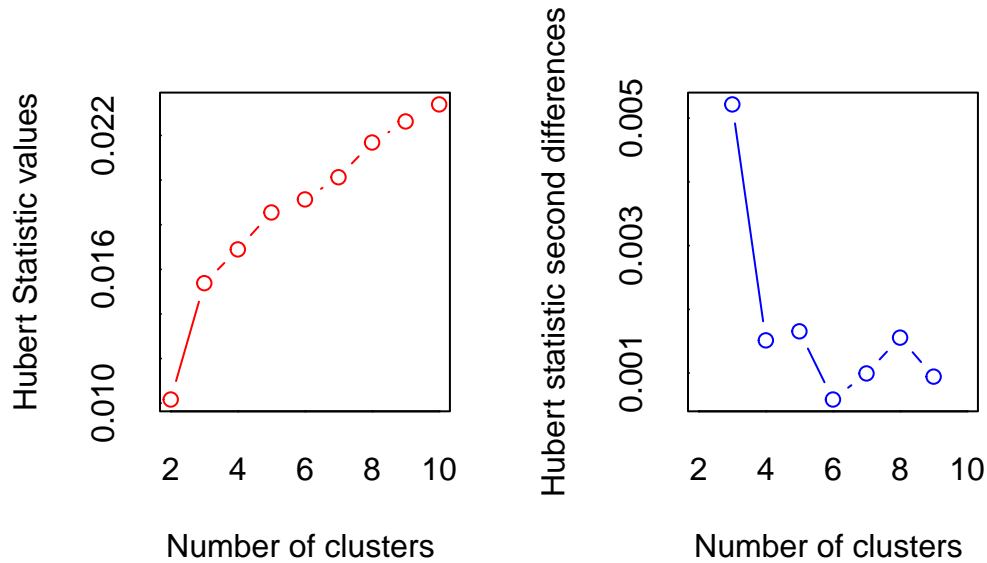 Hubert Statistic values
0.010 0.016 0.022
2 4 6 8 10
Number of clusters
Hubert statistic second differences
0.001 0.003 0.005
2 4 6 8 10
Number of clusters